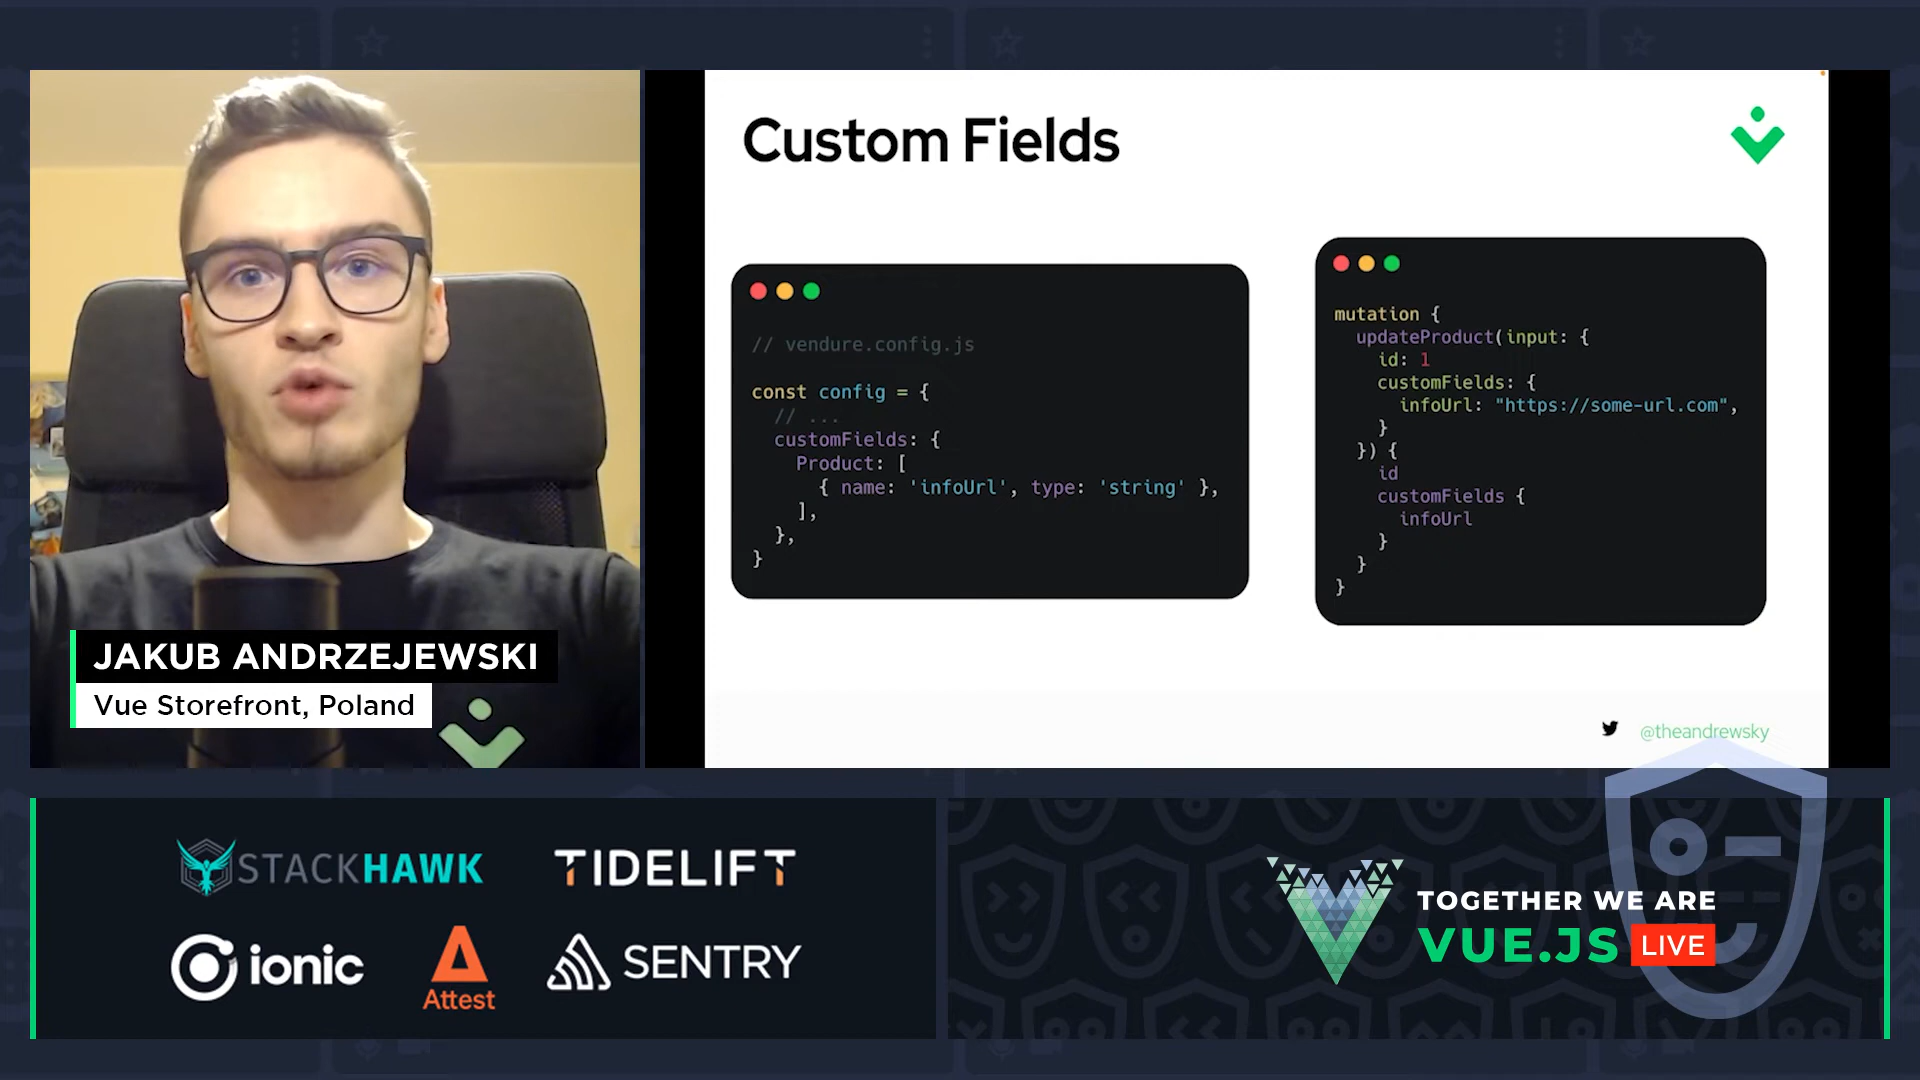 Custom Fields
// vendure.config.js
const config = {
// ...
customFields: {
Product: [
{ name: 'infoUrl', type: 'string' },
],
},
}
mutation {
updateProduct(input: {
id: 1
customFields: {
infoUrl: "https://some-url.com",
}
}) {
id
customFields {
infoUrl
}
}
}
@theandrewsky
JAKUB ANDRZEJEWSKI
Vue Storefront, Poland
STACKHAWK
TIDELIFT
ionic
Attest
SENTRY
TOGETHER WE ARE
VUE.JS LIVE